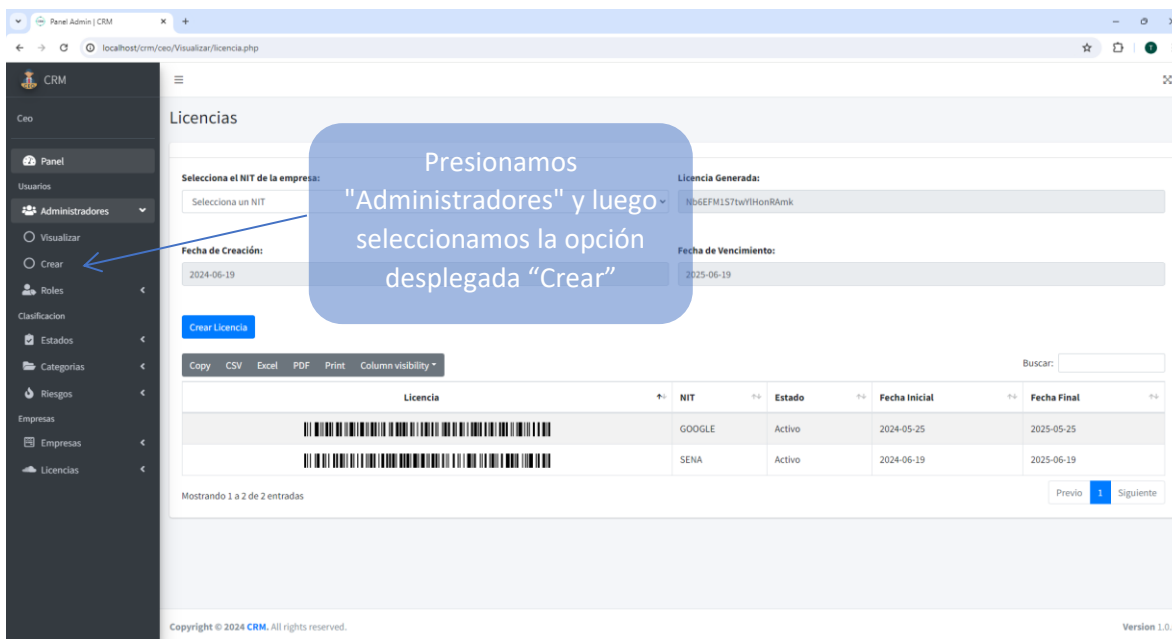 Panel Admin | CRM
localhost/crm/ceo/Visualizar/licencia.php
CRM
Ceo
Panel
Usuarios
Administradores
Visualizar
Crear
Roles
Clasificacion
Estados
Categorias
Riesgos
Empresas
Empresas
Licencias
Licencias
Presionamos
"Administradores" y luego
seleccionamos la opción
desplegada “Crear”
Selecciona el NIT de la empresa:
Licencia Generada:
Selecciona un NIT
Nb6EFM1S7twYlHonRAmk
Fecha de Creación:
Fecha de Vencimiento:
2024-06-19
2025-06-19
Crear Licencia
Copy CSV Excel PDF Print Column visibility
Buscar:
Licencia NIT Estado Fecha Inicial Fecha Final
GOOGLE Activo 2024-05-25 2025-05-25
SENA Activo 2024-06-19 2025-06-19
Mostrando 1 a 2 de 2 entradas
Previo 1 Siguiente
Copyright © 2024 CRM. All rights reserved.
Version 1.0.